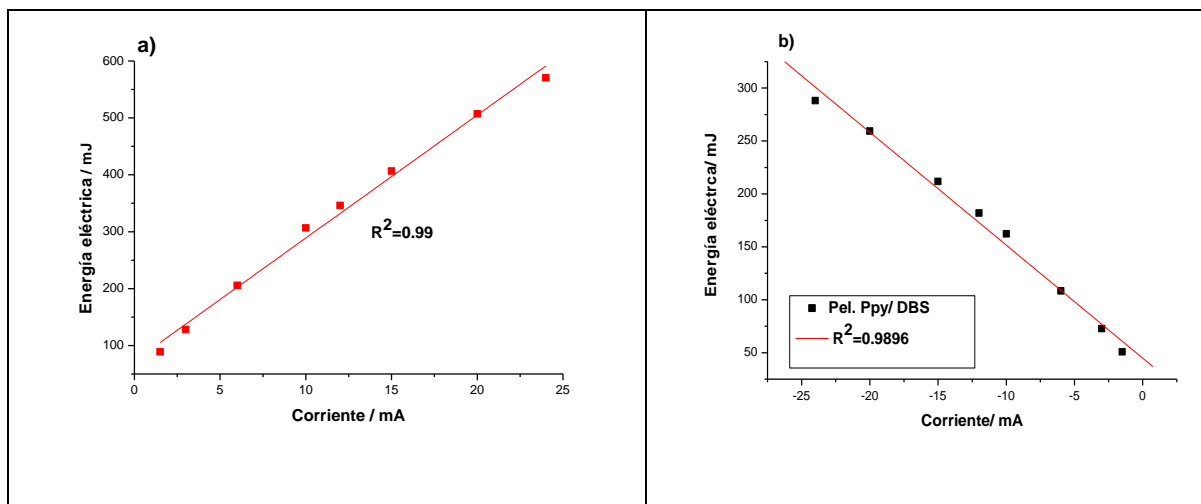 a)
600
500
400
300
200
100
0
5
10
15
20
25
Energía eléctrica / mJ
Corriente / mA
R²=0.99
b)
300
250
200
150
100
50
-25
-20
-15
-10
-5
0
Energía eléctrca/ mJ
Corriente/ mA
Pel. Ppy/ DBS
R²=0.9896